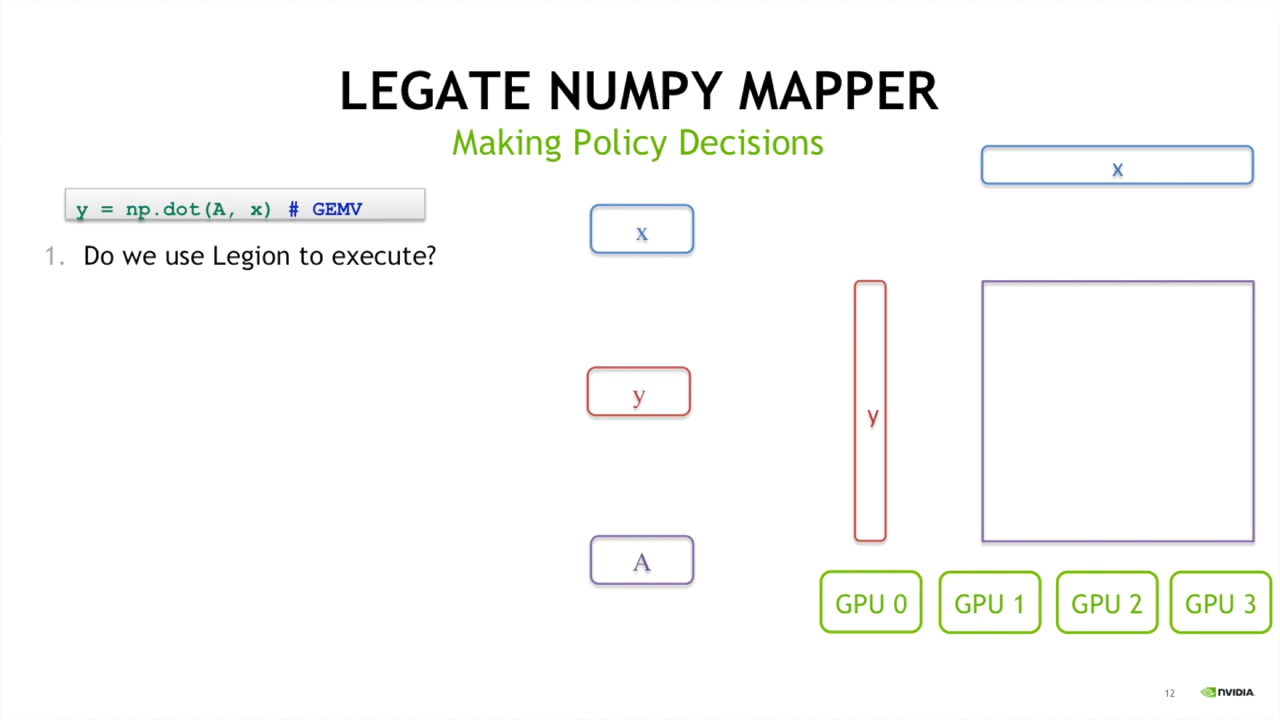 LEGATE NUMPY MAPPER
Making Policy Decisions
y = np.dot(A, x) # GEMV
1. Do we use Legion to execute?
x
y
A
x
y
GPU 0
GPU 1
GPU 2
GPU 3
12
NVIDIA